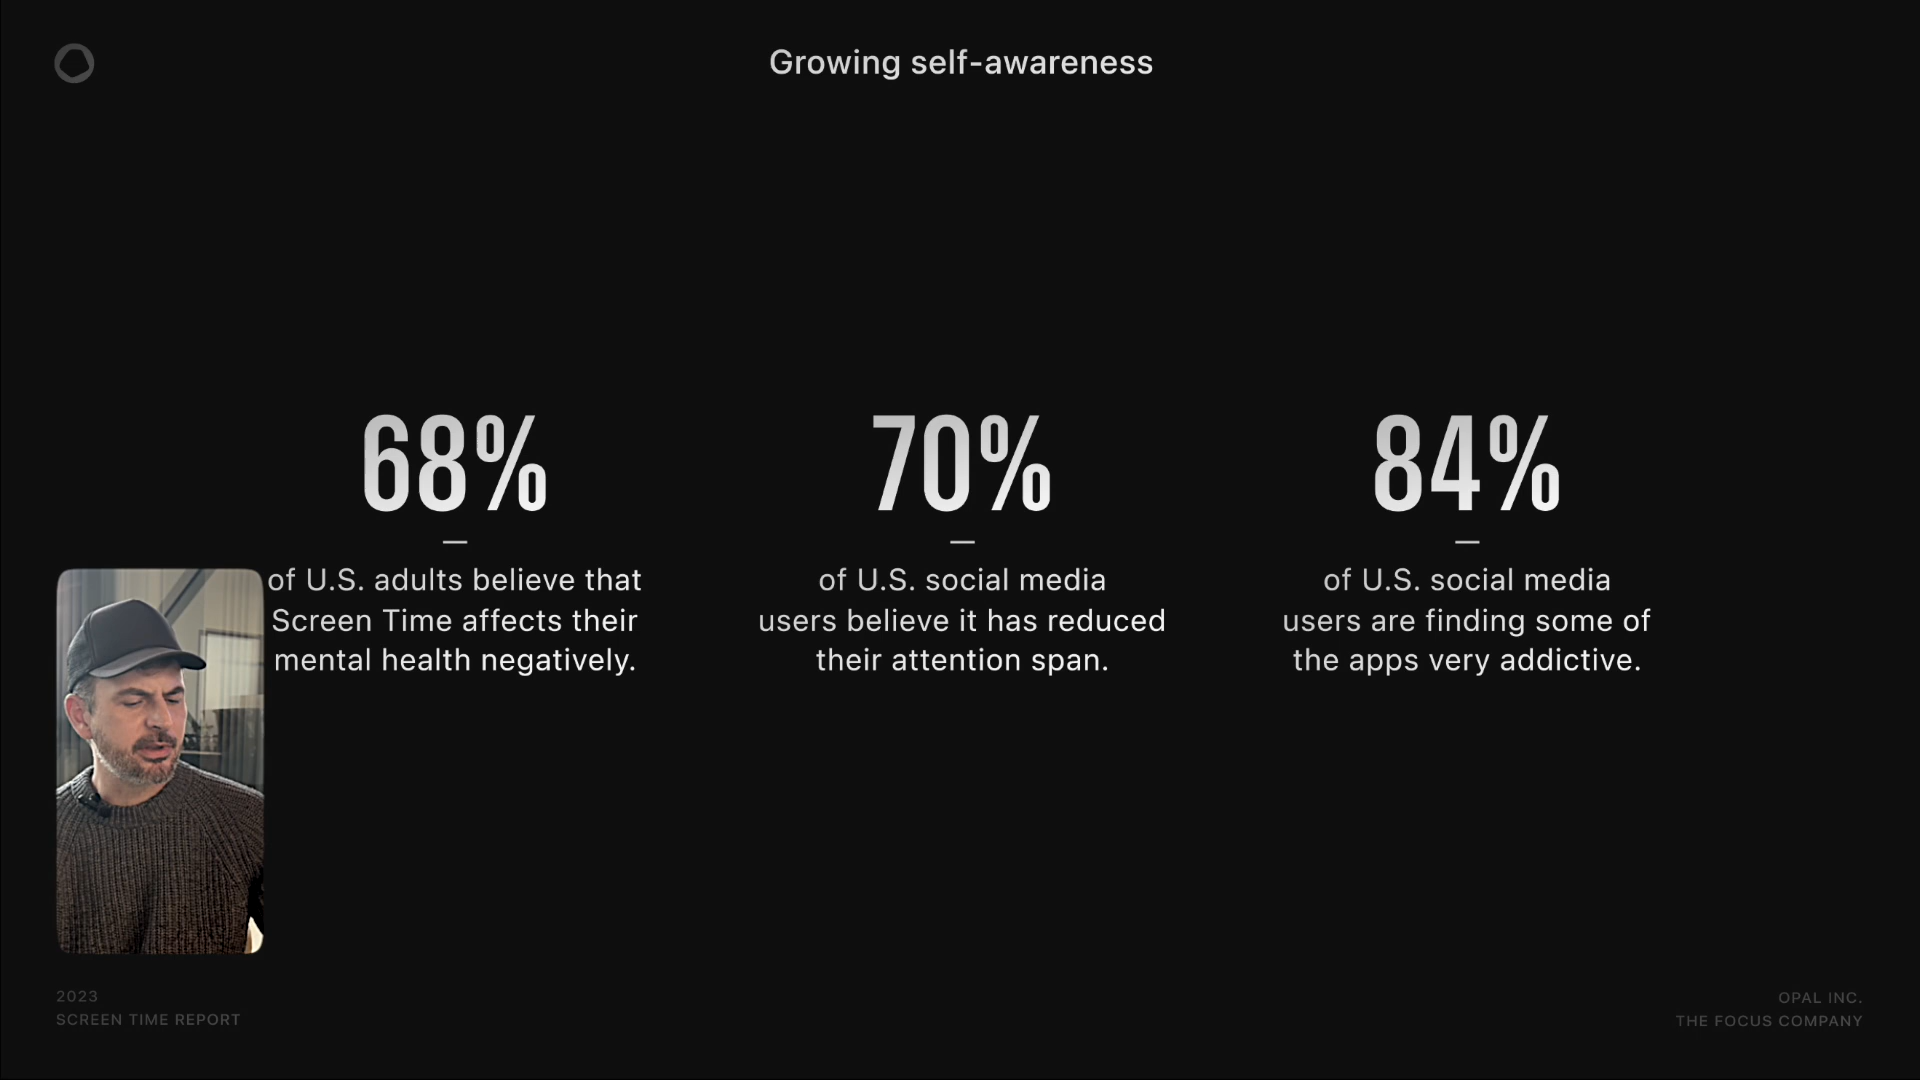 Growing self-awareness
68%
of U.S. adults believe that
Screen Time affects their
mental health negatively.
70%
of U.S. social media
users believe it has reduced
their attention span.
84%
of U.S. social media
users are finding some of
the apps very addictive.
2023
SCREEN TIME REPORT
OPAL INC.
THE FOCUS COMPANY